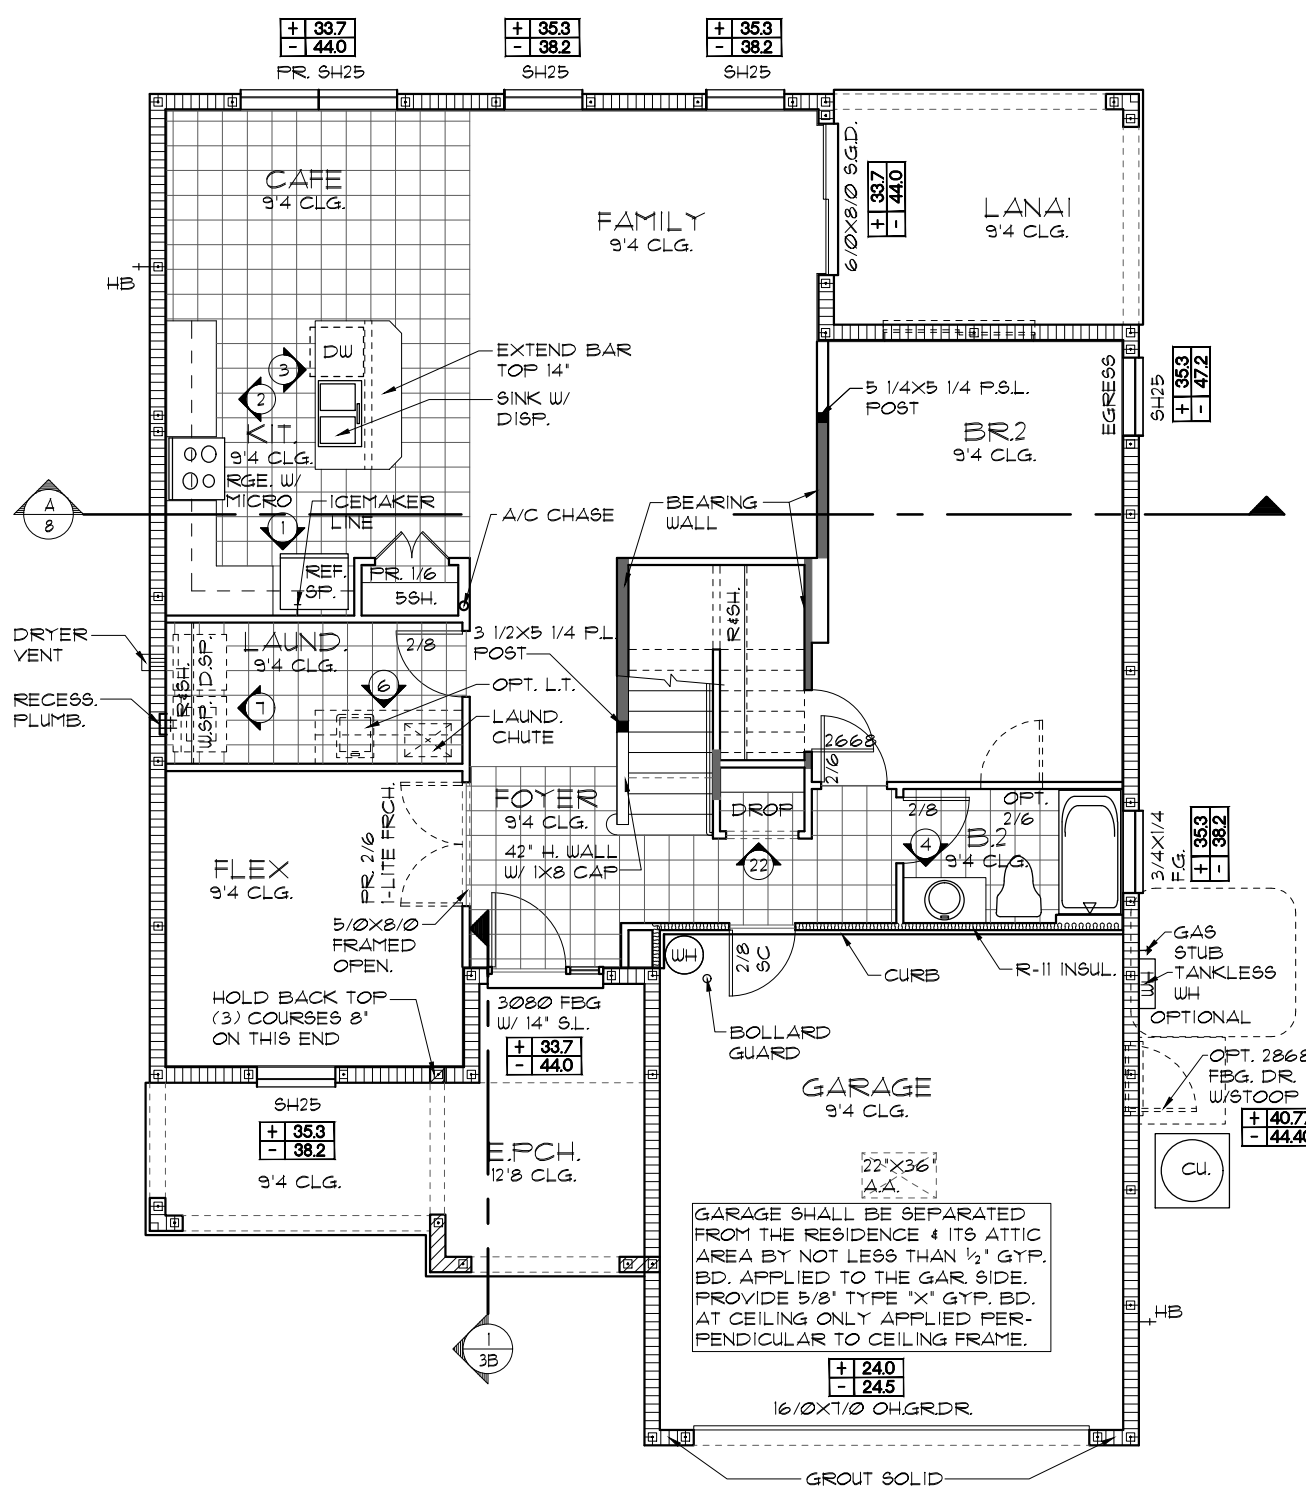 + 33.7
- 44.0
PR. SH25
+ 35.3
- 38.2
SH25
+ 35.3
- 38.2
SH25
CAFE
9'4 CLG.
FAMILY
9'4 CLG.
6/0X8/0 S.G.D.
+ 33.7
- 44.0
LANAI
9'4 CLG.
HB
DW
3
2
KIT.
9'4 CLG.
RGE. W/
MICRO
1
EXTEND BAR
TOP 14"
SINK W/
DISP.
5 1/4X5 1/4 P.S.L.
POST
EGRESS
SH25
+ 35.3
- 47.2
BR.2
9'4 CLG.
A
8
ICEMAKER
LINE
A/C CHASE
BEARING
WALL
REF.
SP.
PR. 1/6
5SH.
R&SH.
DRYER
VENT
RECESS.
PLUMB.
LAUND.
9'4 CLG.
2/8
R&SH.
D.SP.
W.SP.
7
6
3 1/2X5 1/4 P.L.
POST
OPT. L.T.
LAUND.
CHUTE
2668
2/6
FOYER
9'4 CLG.
42" H. WALL
W/ 1X8 CAP
DROP
22
2/8
OPT.
2/6
4
B.2
9'4 CLG.
3/4X1/4
F.G.
+ 35.3
- 38.2
FLEX
9'4 CLG.
PR. 2/6
1-LITE FRCH.
5/0X8/0
FRAMED
OPEN.
HOLD BACK TOP
(3) COURSES 8"
ON THIS END
WH
2/8
SC
CURB
R-11 INSUL.
GAS
STUB
TANKLESS
WH
OPTIONAL
WH
3080 FBG
W/ 14" S.L.
+ 33.7
- 44.0
BOLLARD
GUARD
GARAGE
9'4 CLG.
OPT. 2868
FBG. DR.
W/STOOP
+ 40.7
- 44.40
CU.
SH25
+ 35.3
- 38.2
9'4 CLG.
E.PCH.
12'8 CLG.
22"X36"
A.A.
GARAGE SHALL BE SEPARATED
FROM THE RESIDENCE & ITS ATTIC
AREA BY NOT LESS THAN ½" GYP.
BD. APPLIED TO THE GAR. SIDE.
PROVIDE 5/8" TYPE "X" GYP. BD.
AT CEILING ONLY APPLIED PER-
PENDICULAR TO CEILING FRAME.
HB
1
3B
+ 24.0
- 24.5
16/0X7/0 OH.GR.DR.
GROUT SOLID